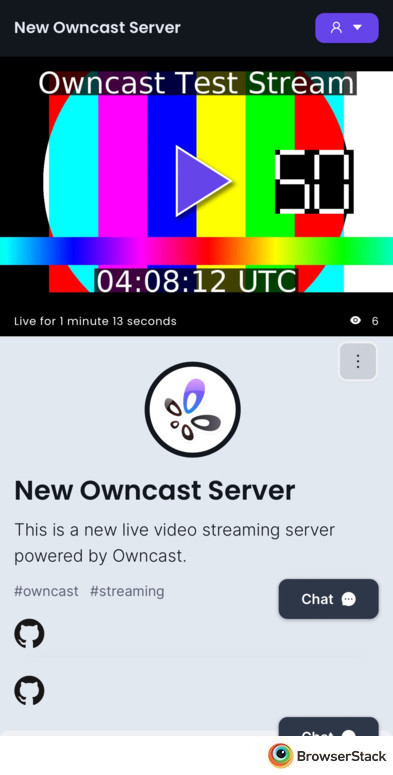 New Owncast Server
Owncast Test Stream
50
04:08:12 UTC
Live for 1 minute 13 seconds
6
New Owncast Server
This is a new live video streaming server
powered by Owncast.
#owncast #streaming
Chat
Chat
BrowserStack